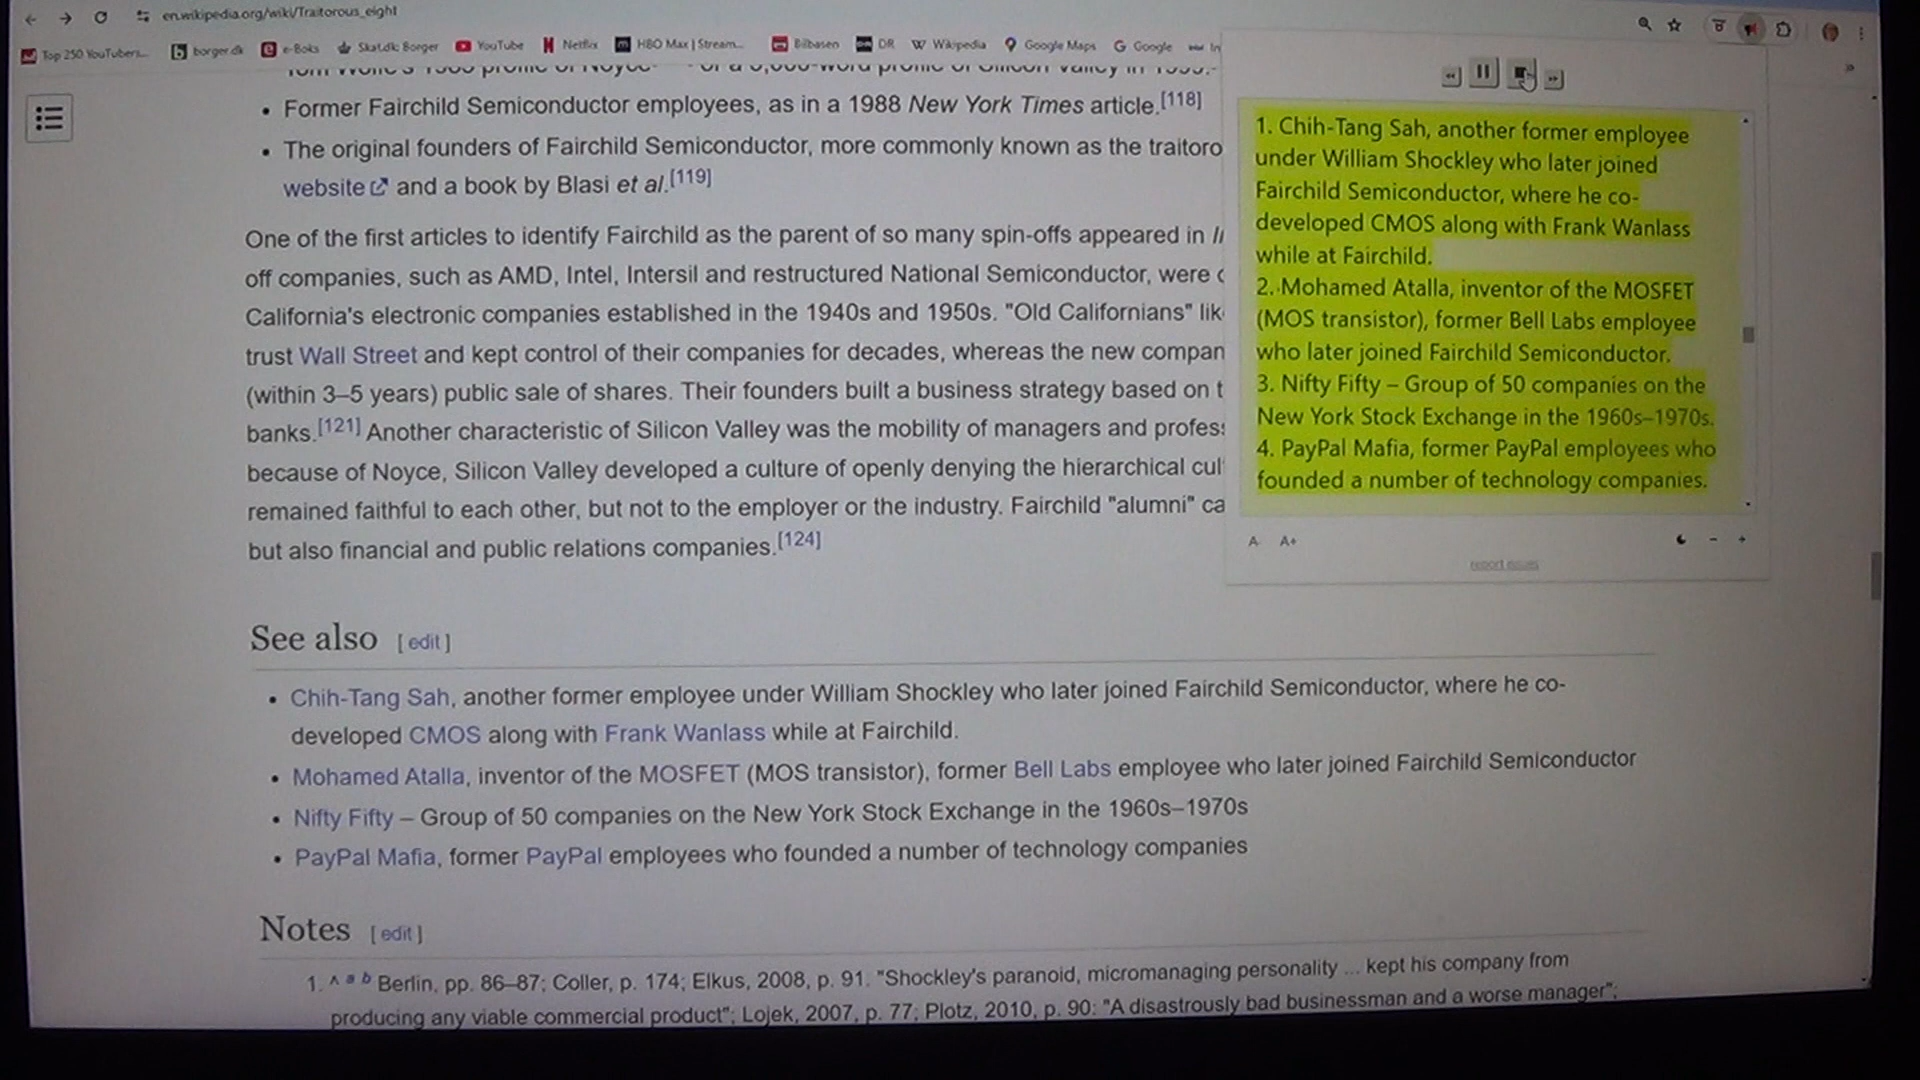 en.wikipedia.org/wiki/Traitorous_eight
Top 250 YouTubers... borger.dk e-Boks Skat.dk: Borger YouTube Netflix HBO Max | Stream... Bilbasen DR Wikipedia Google Maps Google
Former Fairchild Semiconductor employees, as in a 1988 New York Times article.[118]
The original founders of Fairchild Semiconductor, more commonly known as the
website and a book by Blasi et al.[119]
One of the first articles to identify Fairchild as the parent of so many spin-offs appeared in
off companies, such as AMD, Intel, Intersil and restructured National Semiconductor, were
California's electronic companies established in the 1940s and 1950s. "Old Californians"
trust Wall Street and kept control of their companies for decades, whereas the new
(within 3–5 years) public sale of shares. Their founders built a business strategy based on
banks.[121] Another characteristic of Silicon Valley was the mobility of managers and
because of Noyce, Silicon Valley developed a culture of openly denying the hierarchical
remained faithful to each other, but not to the employer or the industry. Fairchild "alumni"
but also financial and public relations companies.[124]
1. Chih-Tang Sah, another former employee
under William Shockley who later joined
Fairchild Semiconductor, where he co-
developed CMOS along with Frank Wanlass
while at Fairchild.
2. Mohamed Atalla, inventor of the MOSFET
(MOS transistor), former Bell Labs employee
who later joined Fairchild Semiconductor.
3. Nifty Fifty – Group of 50 companies on the
New York Stock Exchange in the 1960s–1970s.
4. PayPal Mafia, former PayPal employees who
founded a number of technology companies.
A- A+
report issues
See also [ edit ]
Chih-Tang Sah, another former employee under William Shockley who later joined Fairchild Semiconductor, where he co-
developed CMOS along with Frank Wanlass while at Fairchild.
Mohamed Atalla, inventor of the MOSFET (MOS transistor), former Bell Labs employee who later joined Fairchild Semiconductor
Nifty Fifty – Group of 50 companies on the New York Stock Exchange in the 1960s–1970s
PayPal Mafia, former PayPal employees who founded a number of technology companies
Notes [ edit ]
1. ^ a b Berlin, pp. 86–87; Coller, p. 174; Elkus, 2008, p. 91: "Shockley's paranoid, micromanaging personality ... kept his company from
producing any viable commercial product"; Lojek, 2007, p. 77; Plotz, 2010, p. 90: "A disastrously bad businessman and a worse manager";